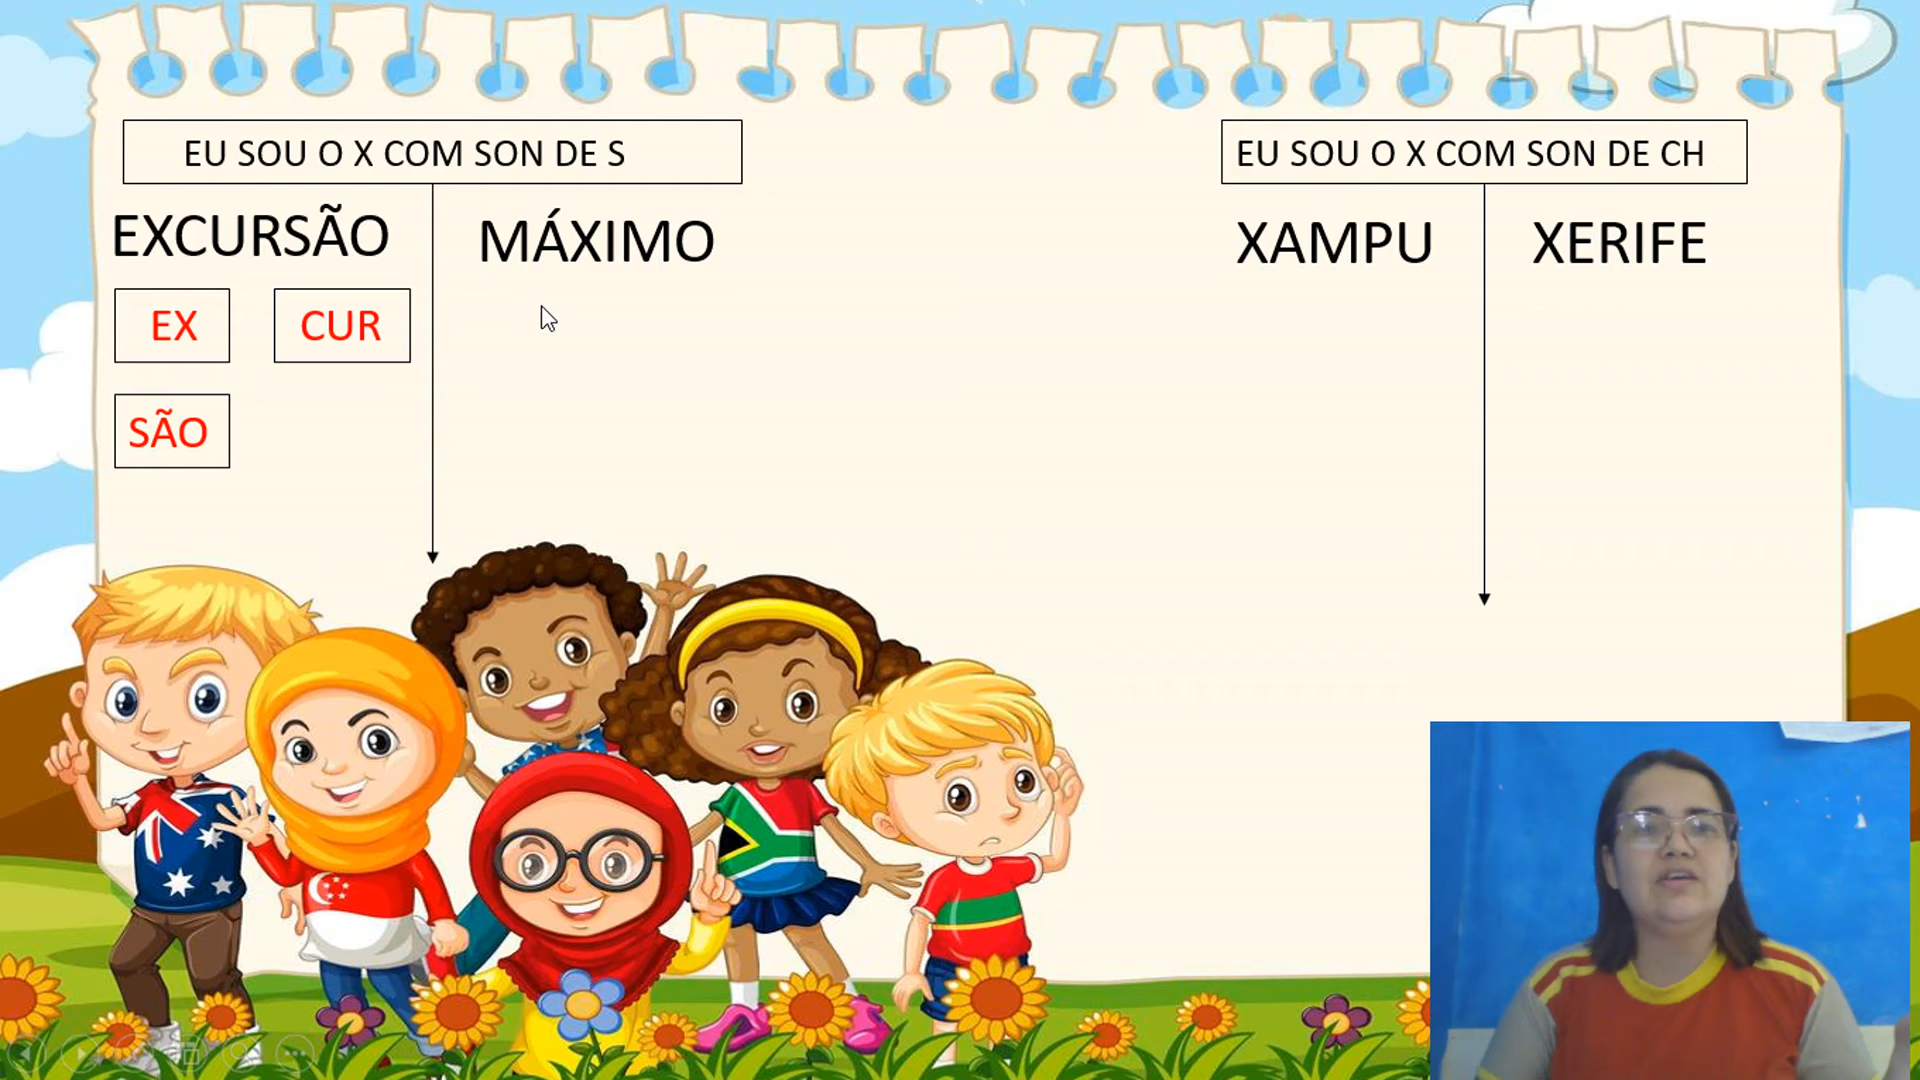 EU SOU O X COM SON DE S
EXCURSÃO
MÁXIMO
EX
CUR
SÃO
EU SOU O X COM SON DE CH
XAMPU
XERIFE